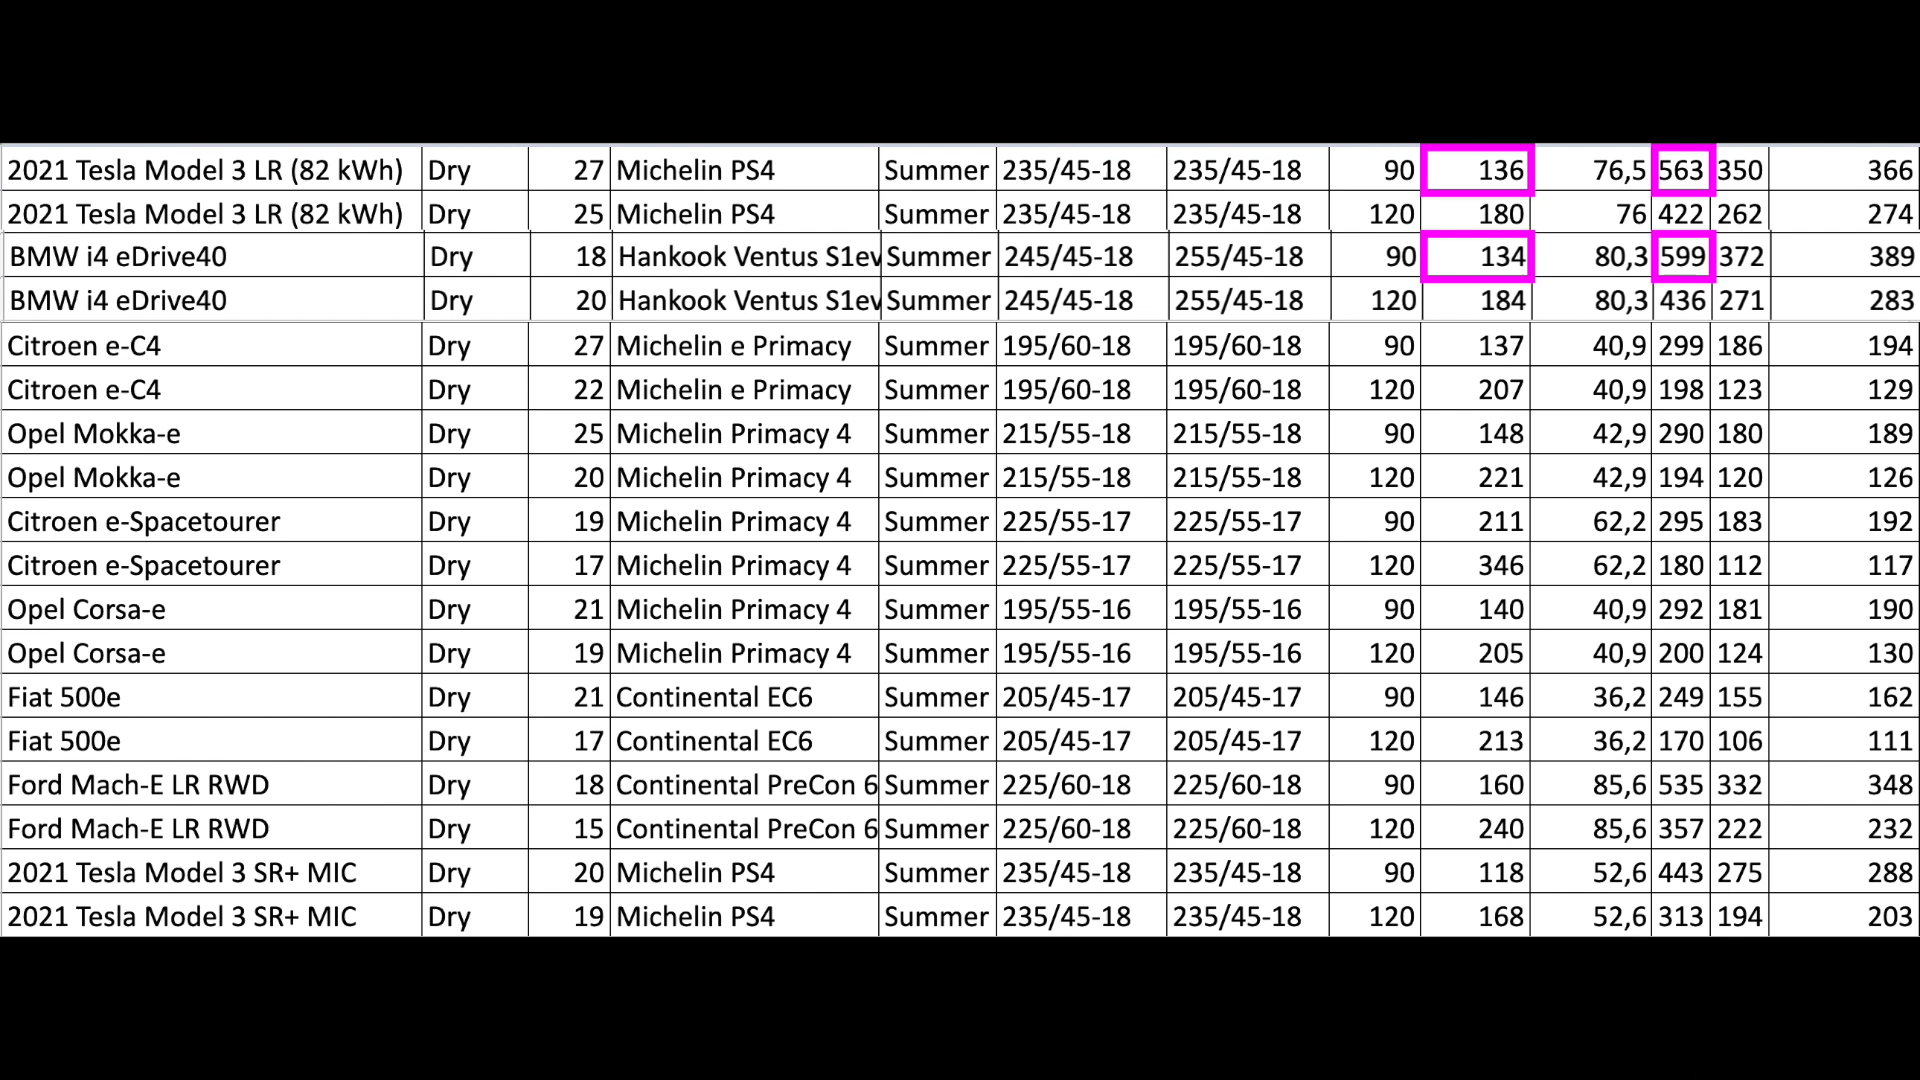 2021 Tesla Model 3 LR (82 kWh) Dry 27 Michelin PS4 Summer 235/45-18 235/45-18 90 136 76,5 563 350 366
2021 Tesla Model 3 LR (82 kWh) Dry 25 Michelin PS4 Summer 235/45-18 235/45-18 120 180 76 422 262 274
BMW i4 eDrive40 Dry 18 Hankook Ventus S1ev Summer 245/45-18 255/45-18 90 134 80,3 599 372 389
BMW i4 eDrive40 Dry 20 Hankook Ventus S1ev Summer 245/45-18 255/45-18 120 184 80,3 436 271 283
Citroen e-C4 Dry 27 Michelin e Primacy Summer 195/60-18 195/60-18 90 137 40,9 299 186 194
Citroen e-C4 Dry 22 Michelin e Primacy Summer 195/60-18 195/60-18 120 207 40,9 198 123 129
Opel Mokka-e Dry 25 Michelin Primacy 4 Summer 215/55-18 215/55-18 90 148 42,9 290 180 189
Opel Mokka-e Dry 20 Michelin Primacy 4 Summer 215/55-18 215/55-18 120 221 42,9 194 120 126
Citroen e-Spacetourer Dry 19 Michelin Primacy 4 Summer 225/55-17 225/55-17 90 211 62,2 295 183 192
Citroen e-Spacetourer Dry 17 Michelin Primacy 4 Summer 225/55-17 225/55-17 120 346 62,2 180 112 117
Opel Corsa-e Dry 21 Michelin Primacy 4 Summer 195/55-16 195/55-16 90 140 40,9 292 181 190
Opel Corsa-e Dry 19 Michelin Primacy 4 Summer 195/55-16 195/55-16 120 205 40,9 200 124 130
Fiat 500e Dry 21 Continental EC6 Summer 205/45-17 205/45-17 90 146 36,2 249 155 162
Fiat 500e Dry 17 Continental EC6 Summer 205/45-17 205/45-17 120 213 36,2 170 106 111
Ford Mach-E LR RWD Dry 18 Continental PreCon 6 Summer 225/60-18 225/60-18 90 160 85,6 535 332 348
Ford Mach-E LR RWD Dry 15 Continental PreCon 6 Summer 225/60-18 225/60-18 120 240 85,6 357 222 232
2021 Tesla Model 3 SR+ MIC Dry 20 Michelin PS4 Summer 235/45-18 235/45-18 90 118 52,6 443 275 288
2021 Tesla Model 3 SR+ MIC Dry 19 Michelin PS4 Summer 235/45-18 235/45-18 120 168 52,6 313 194 203